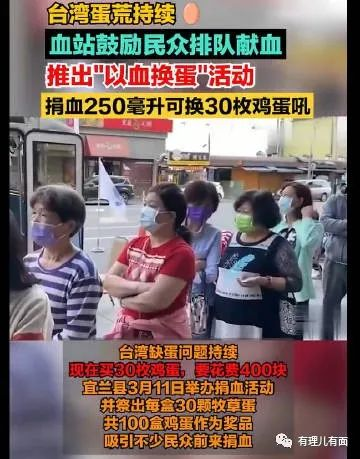 台湾蛋荒持续
血站鼓励民众排队献血
推出"以血换蛋"活动
捐血250毫升可换30枚鸡蛋吼
台湾缺蛋问题持续
现在买30枚鸡蛋，要花费400块
宜兰县3月11日举办捐血活动
并祭出每盒30颗牧草蛋
共100盒鸡蛋作为奖品
吸引不少民众前来捐血
有理儿有面